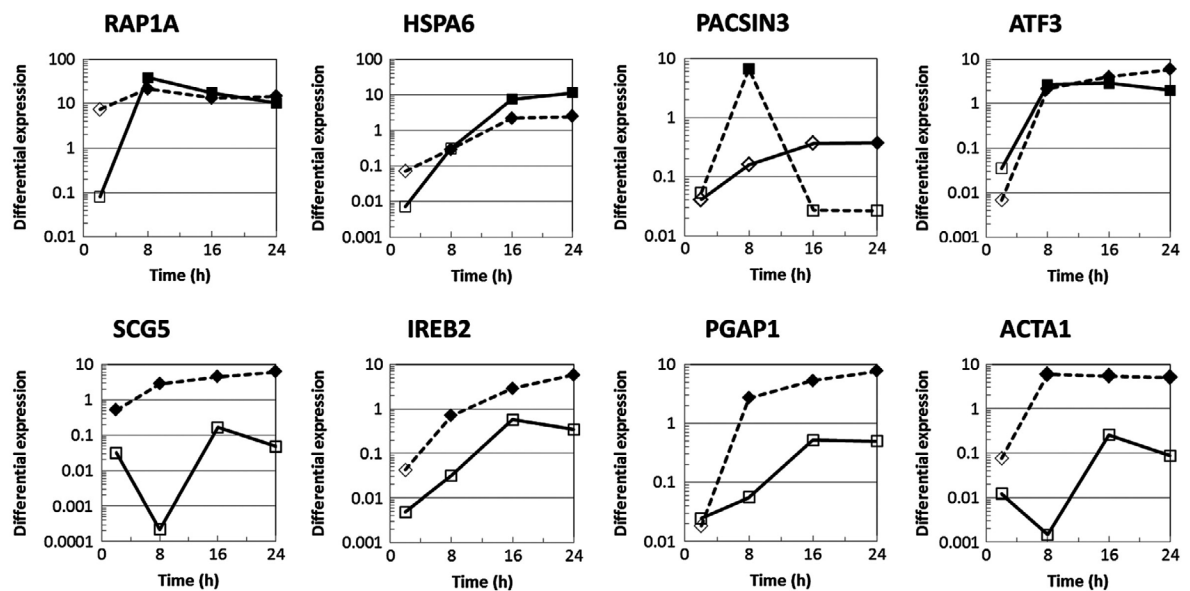 RAP1A HSPA6 PACSIN3 ATF3
Differential expression
100
10
1
0.1
0.01
0 8 16 24
Time (h)
Differential expression
100
10
1
0.1
0.01
0.001
0 8 16 24
Time (h)
Differential expression
10
1
0.1
0.01
0 8 16 24
Time (h)
Differential expression
10
1
0.1
0.01
0.001
0 8 16 24
Time (h)
SCG5 IREB2 PGAP1 ACTA1
Differential expression
10
1
0.1
0.01
0.001
0.0001
0 8 16 24
Time (h)
Differential expression
10
1
0.1
0.01
0.001
0 8 16 24
Time (h)
Differential expression
10
1
0.1
0.01
0 8 16 24
Time (h)
Differential expression
10
1
0.1
0.01
0.001
0 8 16 24
Time (h)